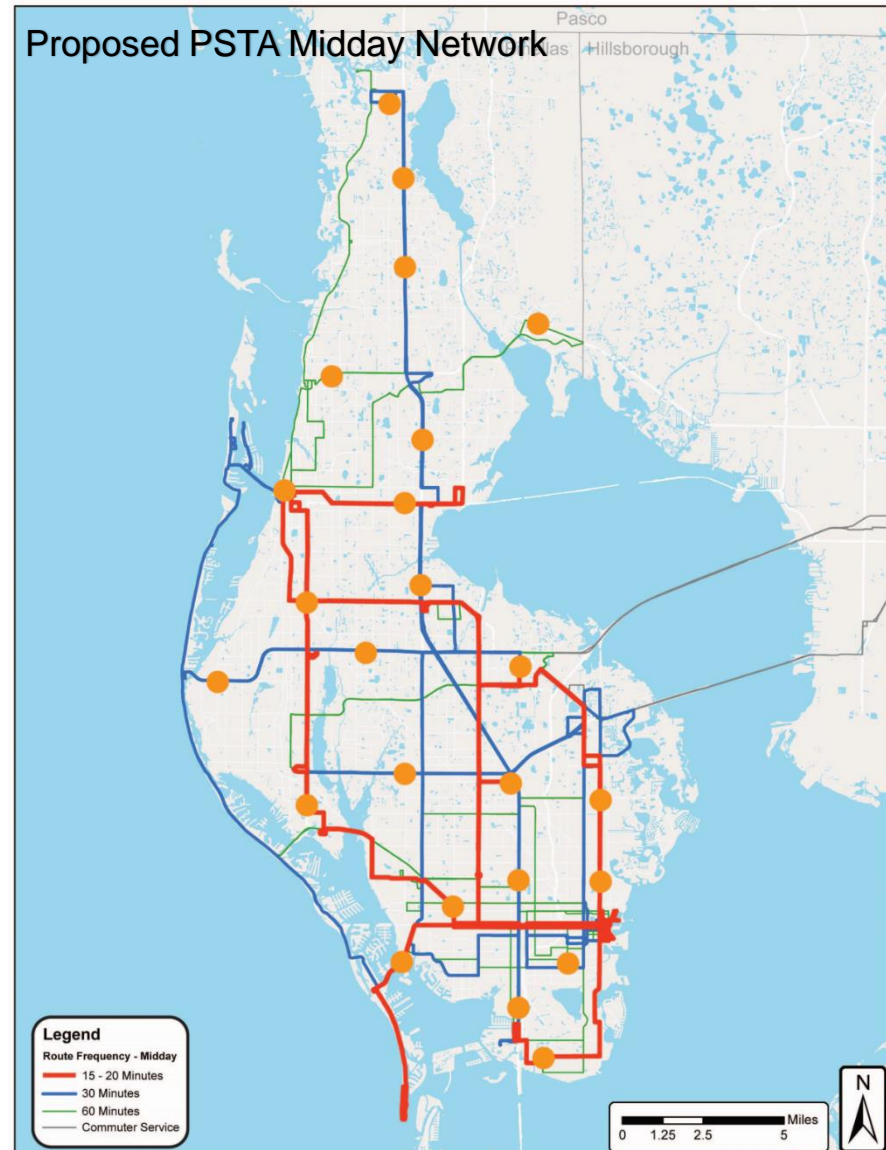 Pasco
Proposed PSTA Midday Network
Pinellas Hillsborough
Legend
Route Frequency - Midday
15 - 20 Minutes
30 Minutes
60 Minutes
Commuter Service
Miles
0 1.25 2.5 5
N